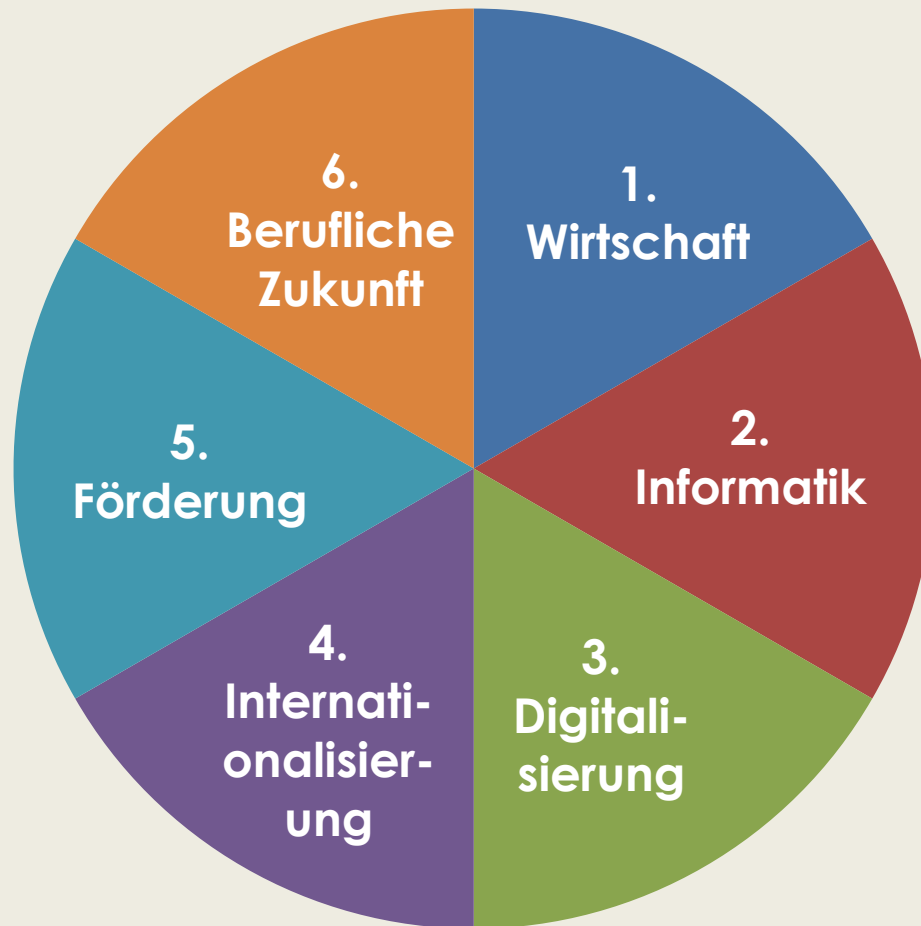 1.
Wirtschaft
2.
Informatik
3.
Digitali-
sierung
4.
Internati-
onalisier-
ung
5.
Förderung
6.
Berufliche
Zukunft